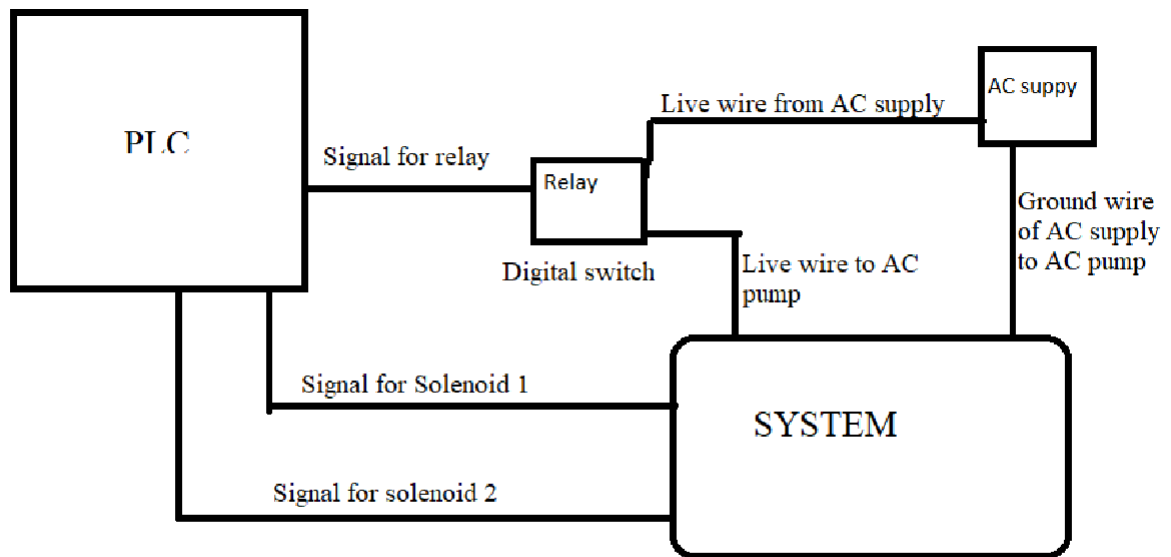 AC suppy
Live wire from AC supply
PLC
Signal for relay
Relay
Ground wire
of AC supply
to AC pump
Digital switch
Live wire to AC
pump
Signal for Solenoid 1
SYSTEM
Signal for solenoid 2